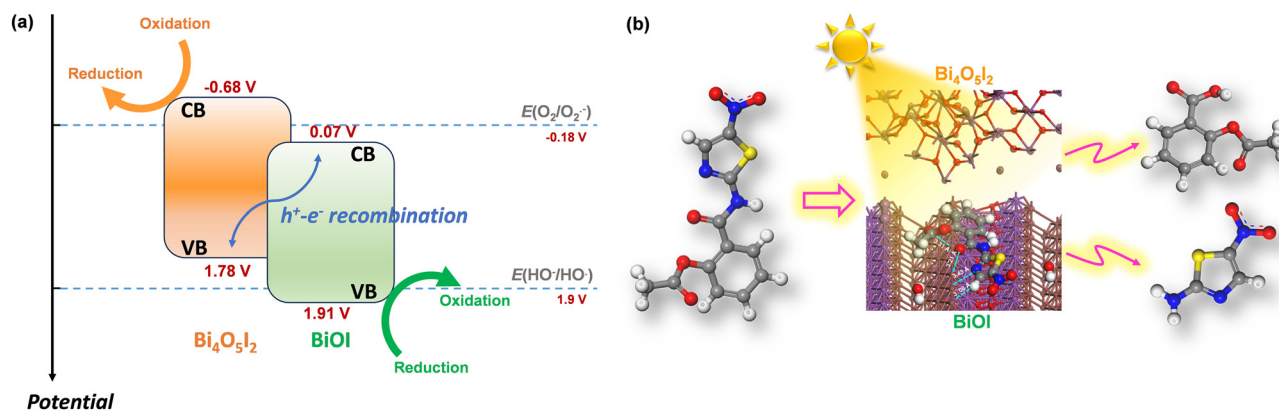 (a)
Oxidation
Reduction
-0.68 V
CB
E(O₂/O₂·-)
0.07 V
-0.18 V
CB
h⁺-e⁻ recombination
VB
1.78 V
E(HO-/HO·)
VB
Oxidation
1.9 V
1.91 V
Bi₄O₅I₂
BiOI
Reduction
Potential
(b)
Bi₄O₅I₂
BiOI